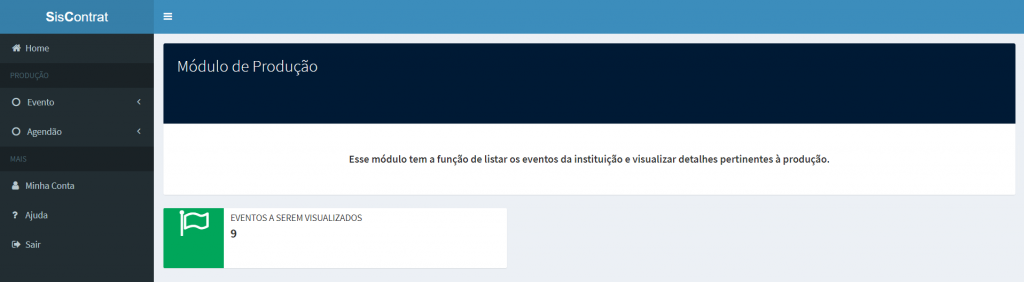 SisContrat
Home
PRODUÇÃO
Evento
Agendão
MAIS
Minha Conta
? Ajuda
Sair
Módulo de Produção
Esse módulo tem a função de listar os eventos da instituição e visualizar detalhes pertinentes à produção.
EVENTOS A SEREM VISUALIZADOS
9